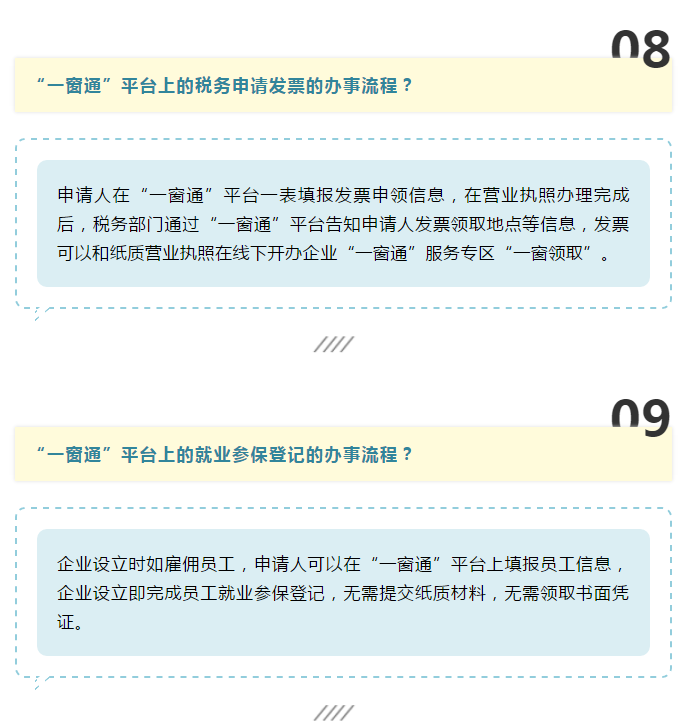 08
“一窗通”平台上的税务申请发票的办事流程？
申请人在“一窗通”平台一表填报发票申领信息，在营业执照办理完成
后，税务部门通过“一窗通”平台告知申请人发票领取地点等信息，发票
可以和纸质营业执照在线下开办企业“一窗通”服务专区“一窗领取”。
09
“一窗通”平台上的就业参保登记的办事流程？
企业设立时如雇佣员工，申请人可以在“一窗通”平台上填报员工信息，
企业设立即完成员工就业参保登记，无需提交纸质材料，无需领取书面凭
证。